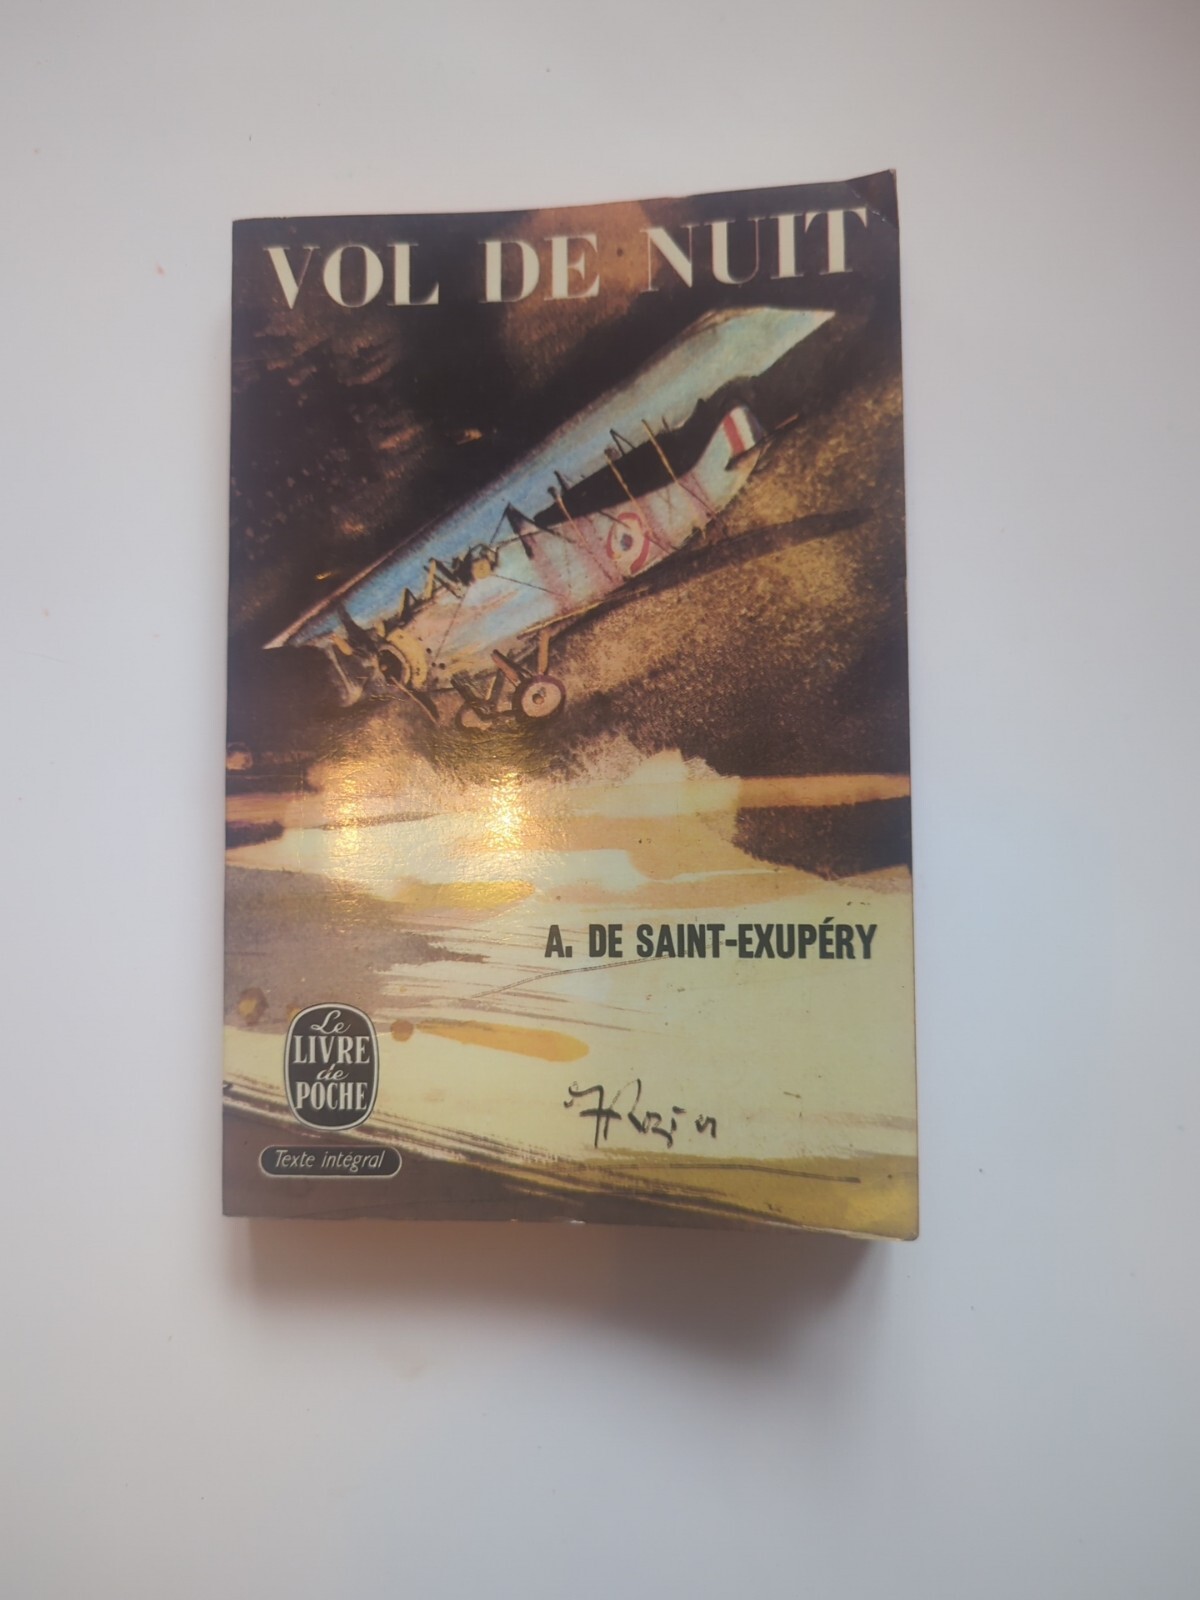 VOL DE NUIT
A. DE SAINT-EXUPÉRY
Le
LIVRE
de
POCHE
Texte intégral